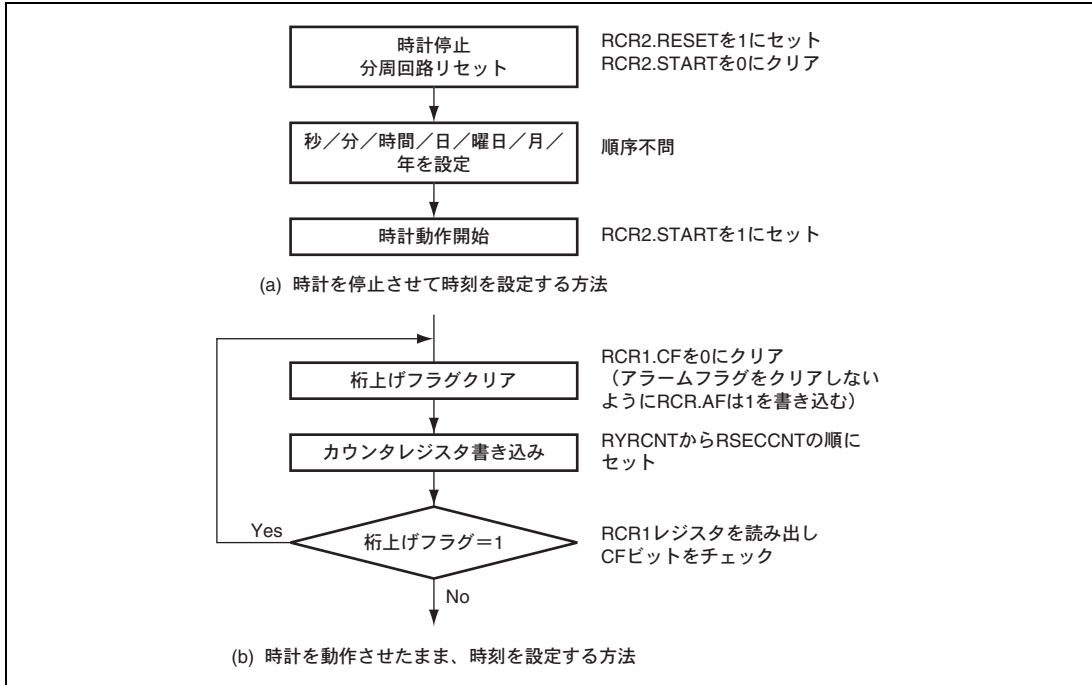 時計停止
分周回路リセット
RCR2.RESETを1にセット
RCR2.STARTを0にクリア
秒／分／時間／日／曜日／月／
年を設定
順序不問
時計動作開始
RCR2.STARTを1にセット
(a) 時計を停止させて時刻を設定する方法
桁上げフラグクリア
RCR1.CFを0にクリア
（アラームフラグをクリアしない
ようにRCR.AFは1を書き込む）
カウンタレジスタ書き込み
RYRCNTからRSECCNTの順に
セット
Yes
桁上げフラグ＝1
RCR1レジスタを読み出し
CFビットをチェック
No
(b) 時計を動作させたまま、時刻を設定する方法